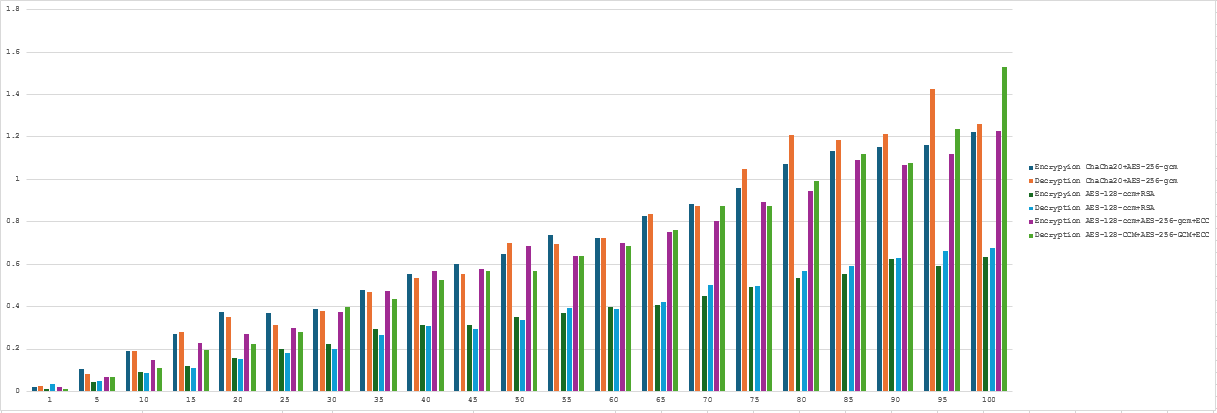 1.8
1.6
1.4
1.2
1
0.8
0.6
0.4
0.2
0
1 5 10 15 20 25 30 35 40 45 50 55 60 65 70 75 80 85 90 95 100
Encrypyion ChaCha20+AES-256-gcm
Decryption ChaCha20+AES-256-gcm
Encrypyion AES-128-ccm+RSA
Decryption AES-128-ccm+RSA
Encryption AES-128-ccm+AES-256-gcm+ECC
Decryption AES-128-CCM+AES-256-GCM+ECC